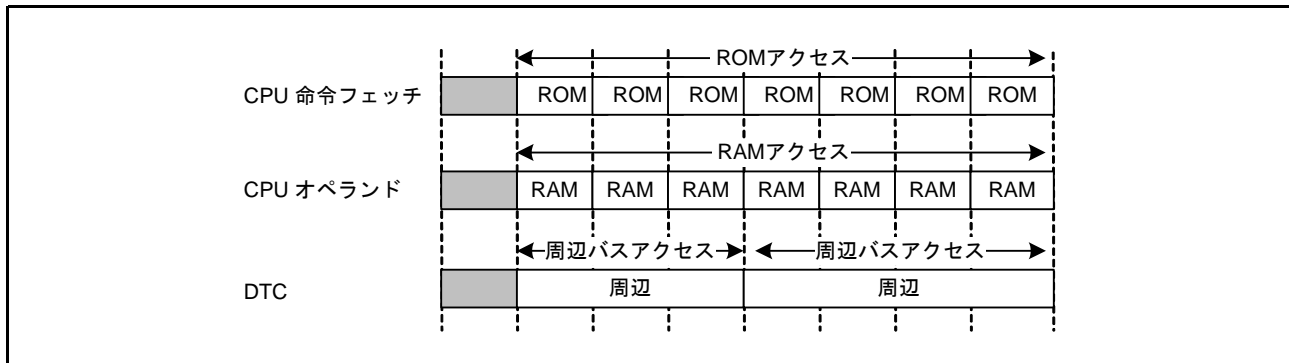 ROMアクセス
CPU 命令フェッチ ROM ROM ROM ROM ROM ROM ROM
RAMアクセス
CPU オペランド RAM RAM RAM RAM RAM RAM RAM
周辺バスアクセス 周辺バスアクセス
DTC 周辺 周辺